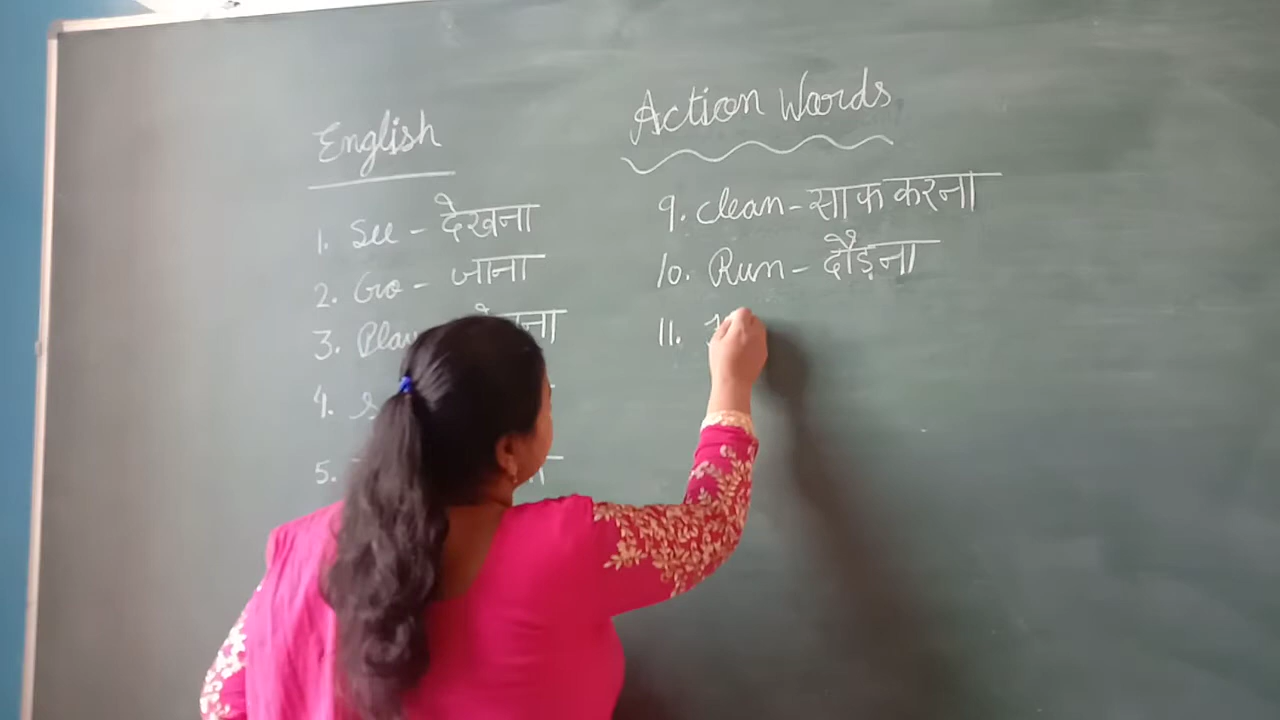 English
1. See - देखना
2. Go - जाना
3. Play
4.
5.
Action Words
9. Clean - साफ करना
10. Run - दौड़ना
11.